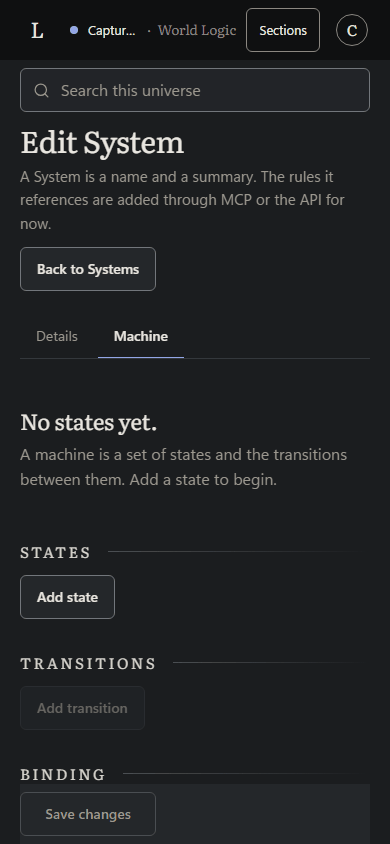 L
Captur... · World Logic
Sections
C
Search this universe
Edit System
A System is a name and a summary. The rules it
references are added through MCP or the API for
now.
Back to Systems
Details
Machine
No states yet.
A machine is a set of states and the transitions
between them. Add a state to begin.
STATES
Add state
TRANSITIONS
Add transition
BINDING
Save changes